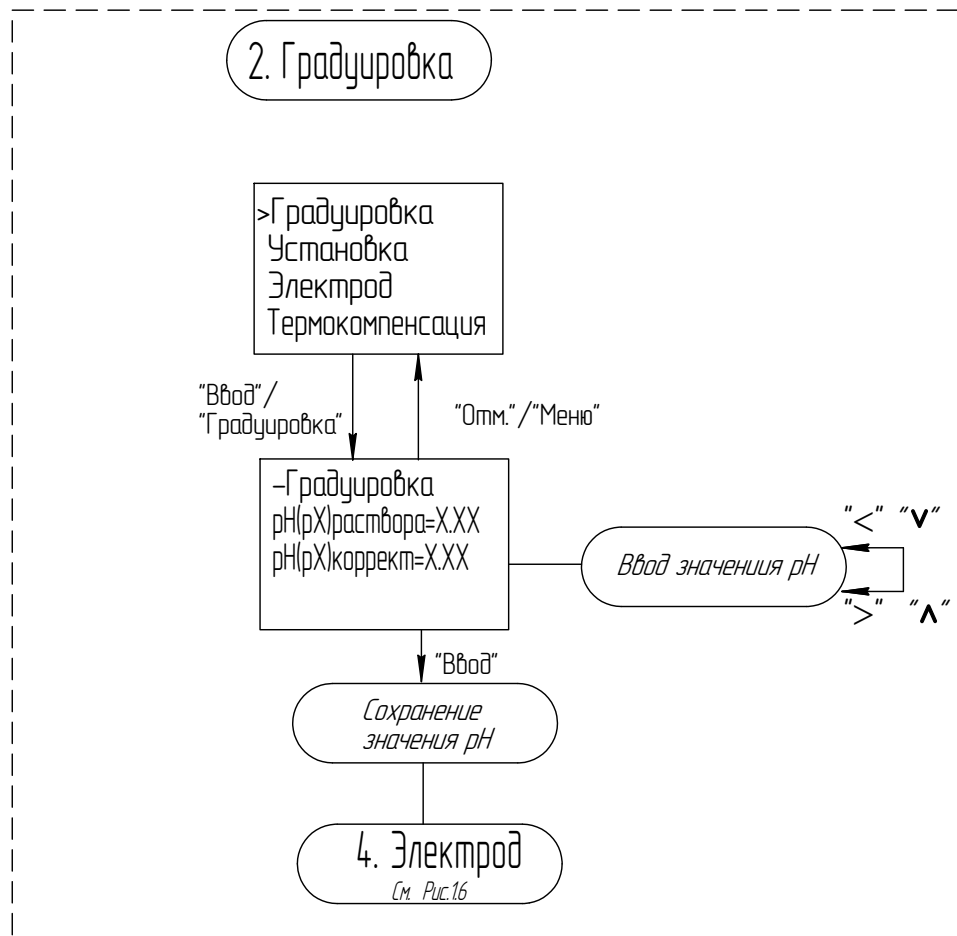 2. Градуировка
>Градуировка
Установка
Электрод
Термокомпенсация
"Ввод"/
"Градуировка"
"Отм."/"Меню"
–Градуировка
pH(pX)раствора=X.XX
pH(pX)коррект=X.XX
Ввод значениия pH
"<" "∨"
">" "∧"
"Ввод"
Сохранение
значения pH
4. Электрод
См. Рис.1.6